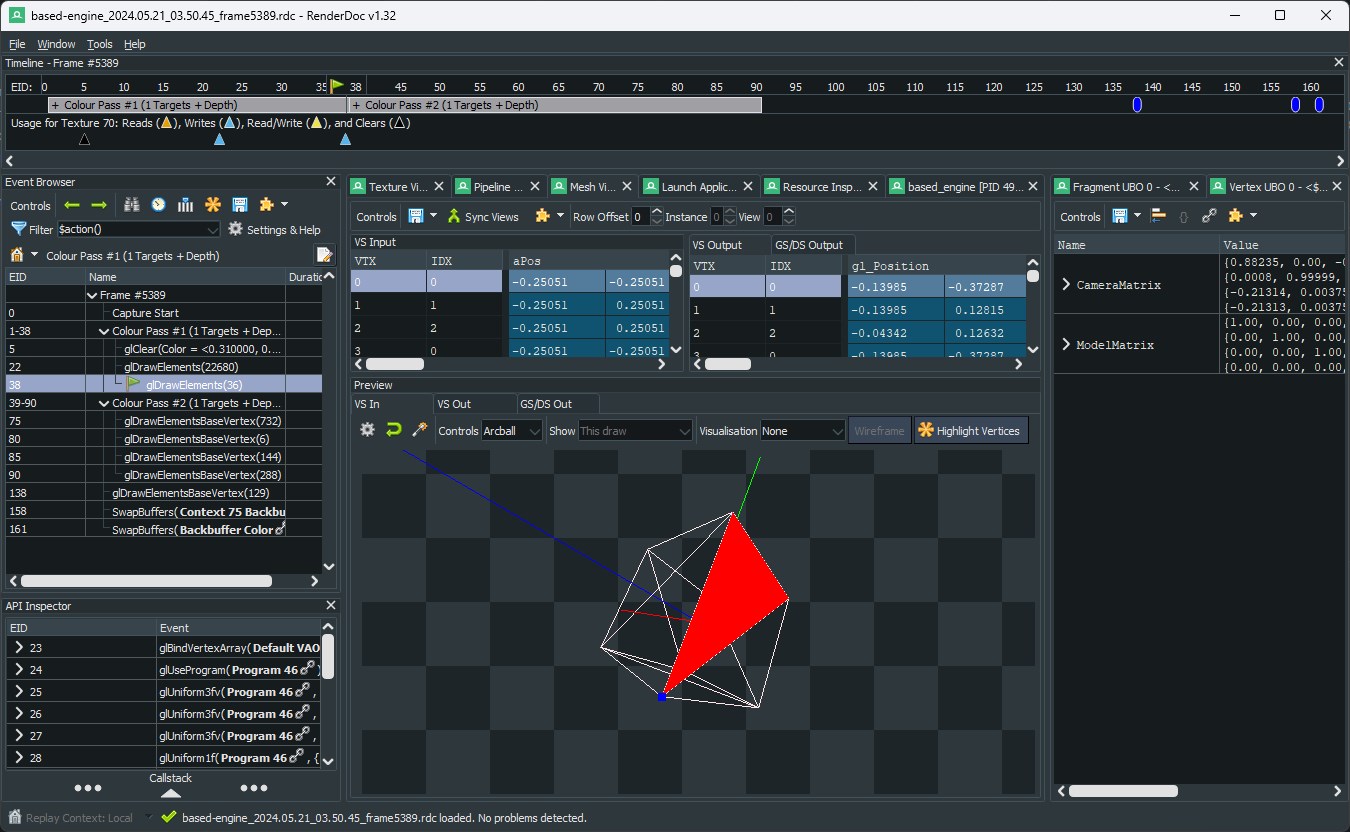 based-engine_2024.05.21_03.50.45_frame5389.rdc - RenderDoc v1.32
File Window Tools Help
Timeline - Frame #5389
EID: 0 5 10 15 20 25 30 35 38 45 50 55 60 65 70 75 80 85 90 95 100 105 110 115 120 125 130 135 140 145 150 155 160
+ Colour Pass #1 (1 Targets + Depth) + Colour Pass #2 (1 Targets + Depth)
Usage for Texture 70: Reads ( ), Writes ( ), Read/Write ( ), and Clears ( )
Event Browser
Controls
Filter $action() Settings & Help
Colour Pass #1 (1 Targets + Depth)
EID Name Duratic
Frame #5389
0 Capture Start
1-38 Colour Pass #1 (1 Targets + Dep...
5 glClear(Color = <0.310000, 0....
22 glDrawElements(22680)
38 glDrawElements(36)
39-90 Colour Pass #2 (1 Targets + Dep...
75 glDrawElementsBaseVertex(732)
80 glDrawElementsBaseVertex(6)
85 glDrawElementsBaseVertex(144)
90 glDrawElementsBaseVertex(288)
138 glDrawElementsBaseVertex(129)
158 SwapBuffers(Context 75 Backbu
161 SwapBuffers(Backbuffer Color
API Inspector
EID Event
23 glBindVertexArray(Default VAO
24 glUseProgram(Program 46 )
25 glUniform3fv(Program 46 ,
26 glUniform3fv(Program 46 ,
27 glUniform3fv(Program 46 ,
28 glUniform1f(Program 46 , {
Callstack
Texture Vi... Pipeline ... Mesh Vi... Launch Applic... Resource Insp... based_engine [PID 49...
Controls Sync Views Row Offset 0 Instance 0 View 0
VS Input
VTX IDX aPos
0 0 -0.25051 -0.25051
1 1 -0.25051 0.25051
2 2 0.25051 0.25051
3 0 -0.25051 -0.25051
VS Output GS/DS Output
VTX IDX gl_Position
0 0 -0.13985 -0.37287
1 1 -0.13985 0.12815
2 2 -0.04342 0.12632
3 0 -0.13985 -0.37287
Preview
VS In VS Out GS/DS Out
Controls Arcball Show This draw Visualisation None Wireframe Highlight Vertices
Fragment UBO 0 - <... Vertex UBO 0 - <$...
Controls {}
Name Value
CameraMatrix
{0.88235, 0.00, -
{0.0008, 0.99999,
{-0.21314, 0.00375
{-0.21313, 0.00375
ModelMatrix
{1.00, 0.00, 0.00,
{0.00, 1.00, 0.00,
{0.00, 0.00, 1.00,
{0.00, 0.00, 0.00,
Replay Context: Local based-engine_2024.05.21_03.50.45_frame5389.rdc loaded. No problems detected.